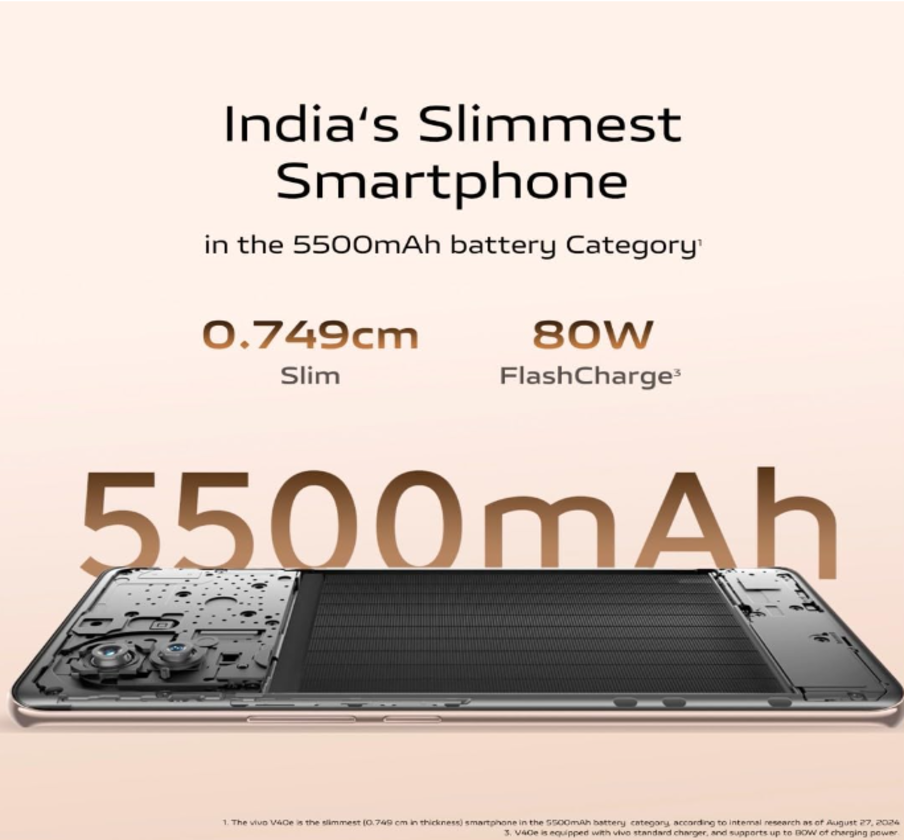 India‘s Slimmest
Smartphone
in the 5500mAh battery Category¹
0.749cm
Slim
80W
FlashCharge³
5500mAh
1. The vivo V40e is the slimmest (0.749 cm in thickness) smartphone in the 5500mAh battery category, according to internal research as of August 27, 2024
3. V40e is equipped with vivo standard charger, and supports up to 80W of charging power.